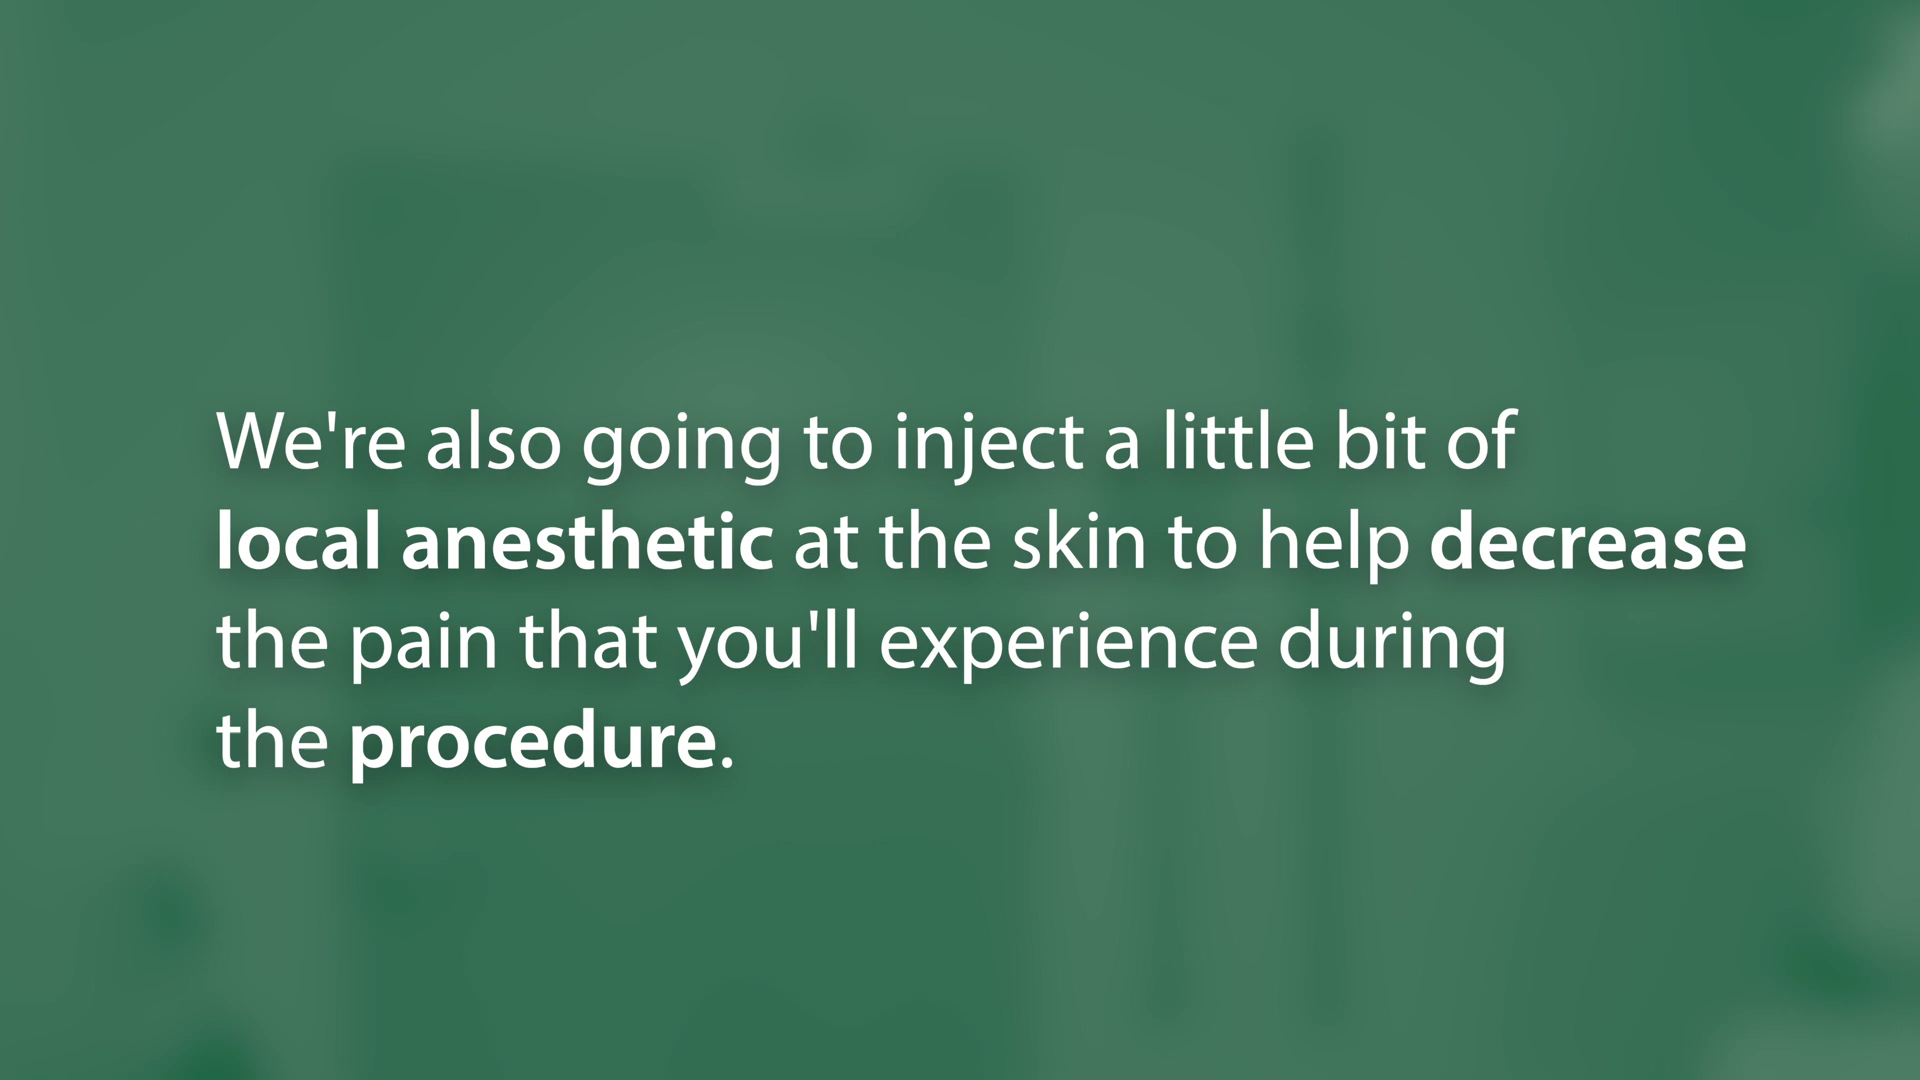 We're also going to inject a little bit of
local anesthetic at the skin to help decrease
the pain that you'll experience during
the procedure.